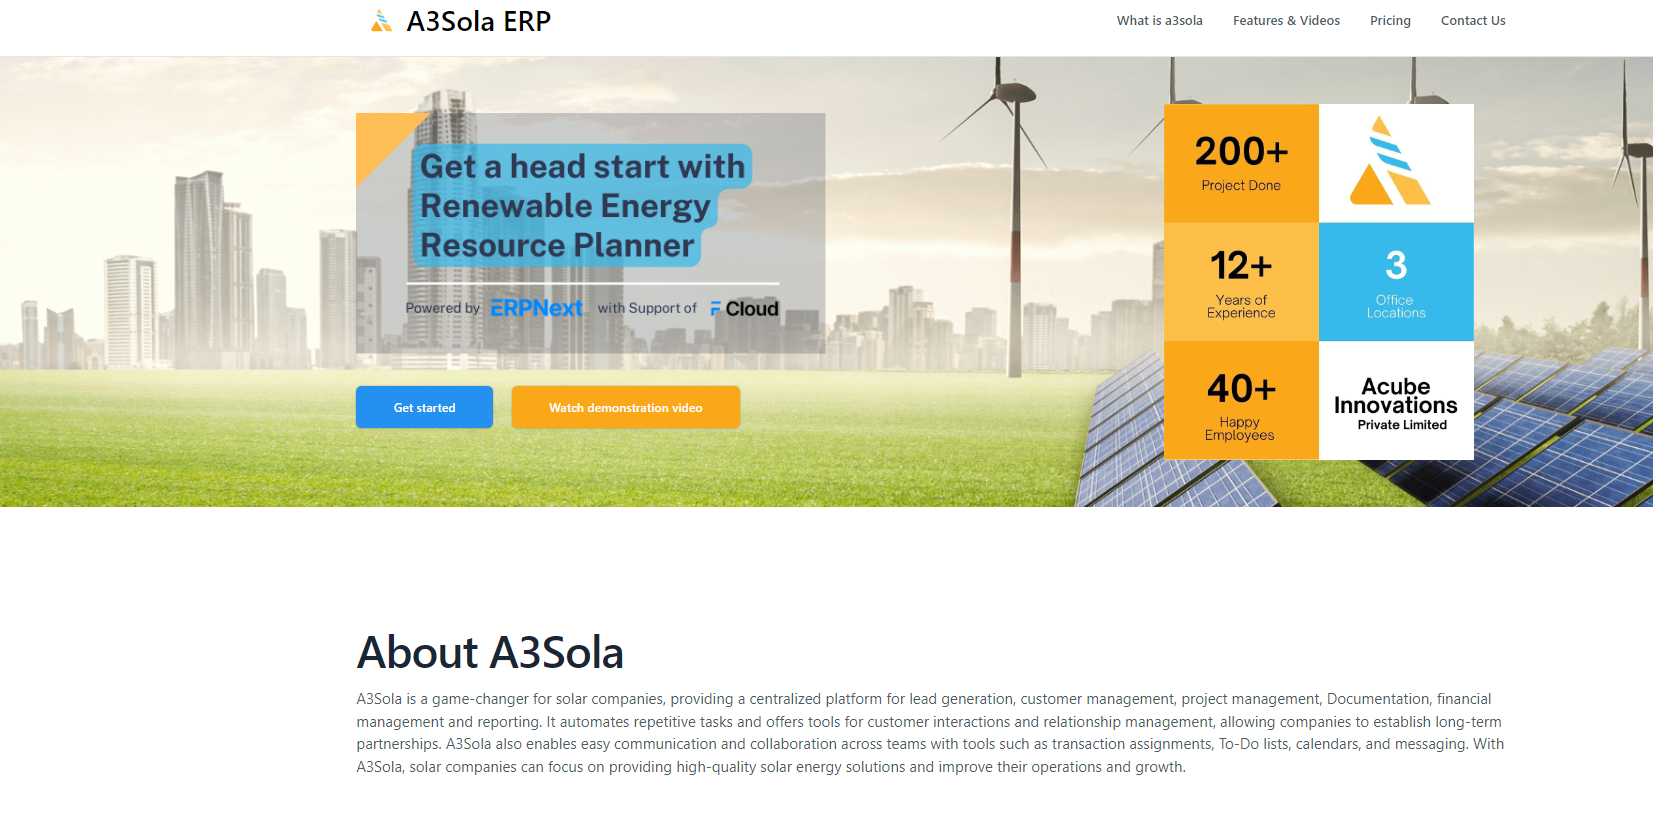 A3Sola ERP
What is a3sola
Features & Videos
Pricing
Contact Us
Get a head start with
Renewable Energy
Resource Planner
Powered by ERPNext with Support of F Cloud
Get started
Watch demonstration video
200+
Project Done
12+
Years of
Experience
3
Office
Locations
40+
Happy
Employees
Acube
Innovations
Private Limited
About A3Sola
A3Sola is a game-changer for solar companies, providing a centralized platform for lead generation, customer management, project management, Documentation, financial
management and reporting. It automates repetitive tasks and offers tools for customer interactions and relationship management, allowing companies to establish long-term
partnerships. A3Sola also enables easy communication and collaboration across teams with tools such as transaction assignments, To-Do lists, calendars, and messaging. With
A3Sola, solar companies can focus on providing high-quality solar energy solutions and improve their operations and growth.